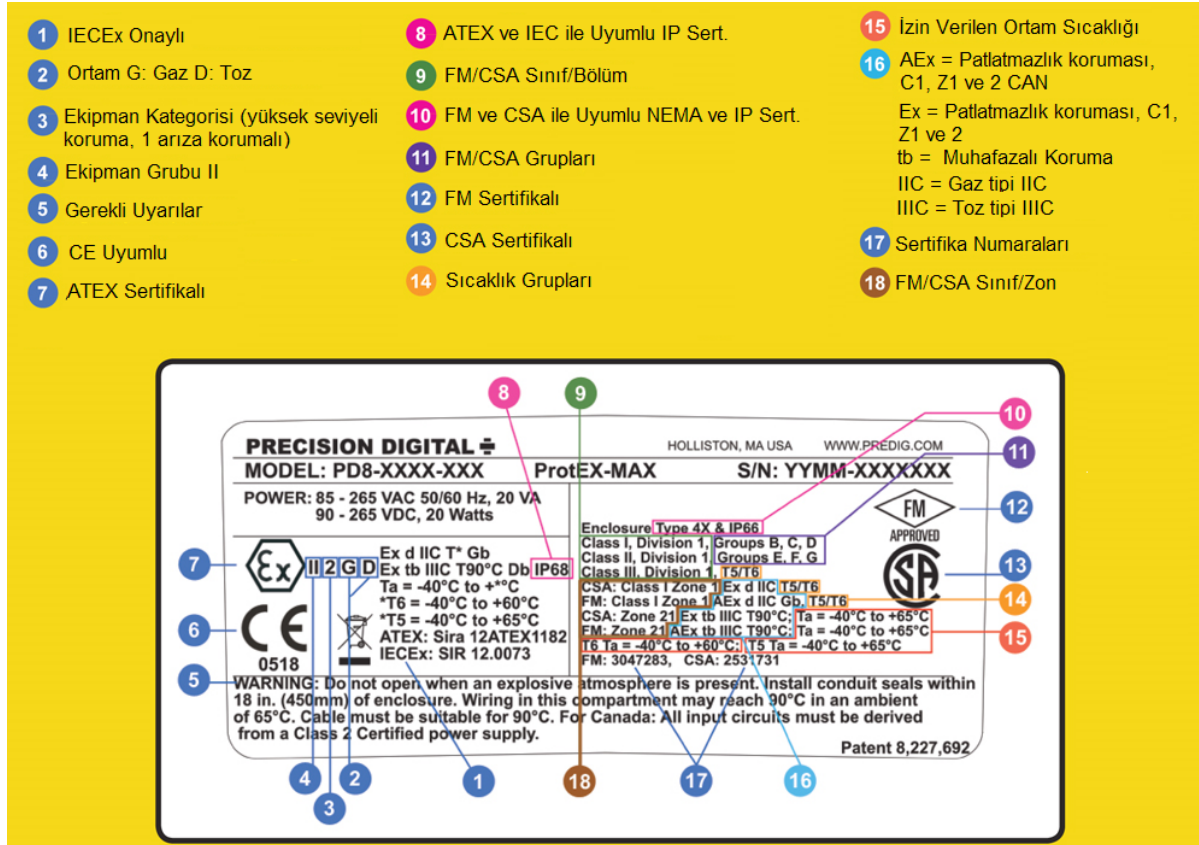 1 IECEx Onaylı
2 Ortam G: Gaz D: Toz
3 Ekipman Kategorisi (yüksek seviyeli
koruma, 1 arıza korumalı)
4 Ekipman Grubu II
5 Gerekli Uyarılar
6 CE Uyumlu
7 ATEX Sertifikalı
8 ATEX ve IEC ile Uyumlu IP Sert.
9 FM/CSA Sınıf/Bölüm
10 FM ve CSA ile Uyumlu NEMA ve IP Sert.
11 FM/CSA Grupları
12 FM Sertifikalı
13 CSA Sertifikalı
14 Sıcaklık Grupları
15 İzin Verilen Ortam Sıcaklığı
16 AEx = Patlatmazlık koruması,
C1, Z1 ve 2 CAN
Ex = Patlatmazlık koruması, C1,
Z1 ve 2
tb = Muhafazalı Koruma
IIC = Gaz tipi IIC
IIIC = Toz tipi IIIC
17 Sertifika Numaraları
18 FM/CSA Sınıf/Zon
8
9
10
11
PRECISION DIGITAL HOLLISTON, MA USA WWW.PREDIG.COM
MODEL: PD8-XXXX-XXX ProtEX-MAX S/N: YYMM-XXXXXXX
POWER: 85 - 265 VAC 50/60 Hz, 20 VA
90 - 265 VDC, 20 Watts
7
Ex II 2 G D
Ex d IIC T* Gb
Ex tb IIIC T90°C Db IP68
Ta = -40°C to +**°C
*T6 = -40°C to +60°C
*T5 = -40°C to +65°C
ATEX: Sira 12ATEX1182
IECEx: SIR 12.0073
6
CE
0518
Enclosure Type 4X & IP66
Class I, Division 1, Groups B, C, D
Class II, Division 1, Groups E, F, G
Class III, Division 1, T5/T6
CSA: Class I Zone 1 Ex d IIC T5/T6
FM: Class I Zone 1 AEx d IIC Gb, T5/T6
CSA: Zone 21 Ex tb IIIC T90°C; Ta = -40°C to +65°C
FM: Zone 21 AEx tb IIIC T90°C; Ta = -40°C to +65°C
T6 Ta = -40°C to +60°C; T5 Ta = -40°C to +65°C
FM: 3047283, CSA: 2531731
FM
APPROVED
SA
12
13
14
15
5
WARNING: Do not open when an explosive atmosphere is present. Install conduit seals within
18 in. (450mm) of enclosure. Wiring in this compartment may reach 90°C in an ambient
of 65°C. Cable must be suitable for 90°C. For Canada: All input circuits must be derived
from a Class 2 Certified power supply.
Patent 8,227,692
4
3
2
1
18
17
16